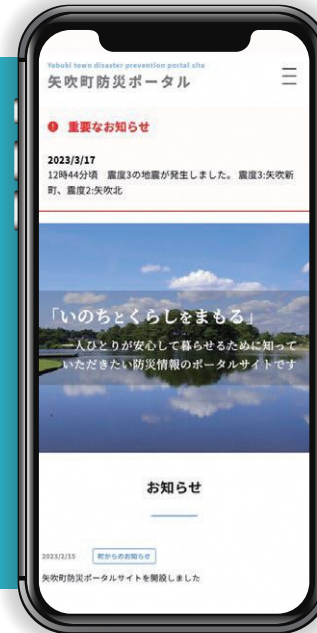 Yabuki town disaster prevention portal site
矢吹町防災ポータル
重要なお知らせ
2023/3/17
12時44分頃 震度3の地震が発生しました。 震度3:矢吹新
町、震度2:矢吹北
「いのちとくらしをまもる」
一人ひとりが安心して暮らせるために知って
いただきたい防災情報のポータルサイトです
お知らせ
2023/2/15 町からのお知らせ
矢吹町防災ポータルサイトを開設しました